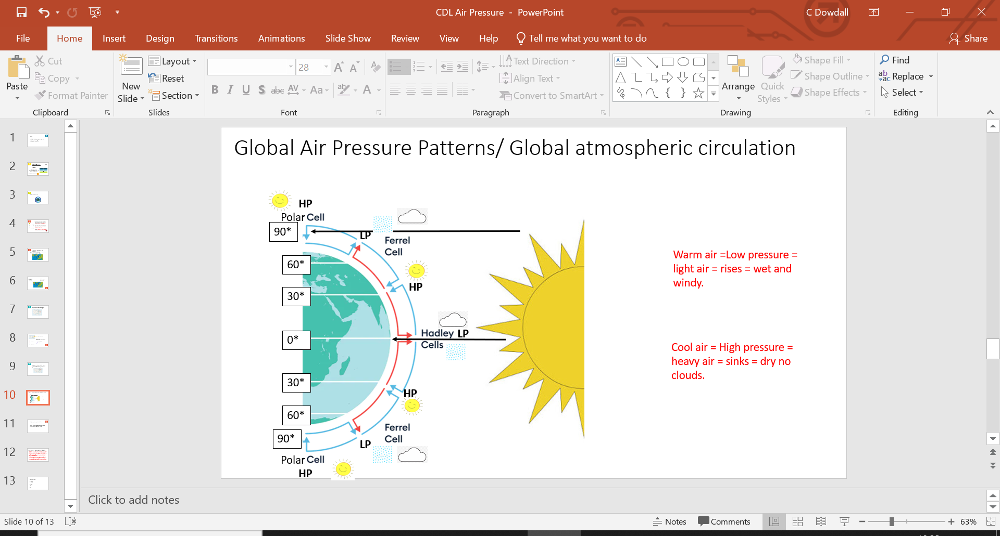 CDL Air Pressure - PowerPoint
C Dowdall
File Home Insert Design Transitions Animations Slide Show Review View Help Tell me what you want to do
Share
Paste
Cut
Copy
Format Painter
Clipboard
New
Slide
Layout
Reset
Section
Slides
28
B I U S abc AV Aa A
Font
Text Direction
Align Text
Convert to SmartArt
Paragraph
Arrange
Quick
Styles
Shape Fill
Shape Outline
Shape Effects
Drawing
Find
Replace
Select
Editing
1
2
3
4
5
6
7
8
9
10
11
12
13
Global Air Pressure Patterns/ Global atmospheric circulation
HP
Polar Cell
90*
LP
Ferrel
Cell
60*
HP
30*
0*
Hadley LP
Cells
30*
HP
60*
Ferrel
Cell
90*
LP
Polar Cell
HP
Warm air =Low pressure =
light air = rises = wet and
windy.
Cool air = High pressure =
heavy air = sinks = dry no
clouds.
Click to add notes
Slide 10 of 13
Notes
Comments
63%